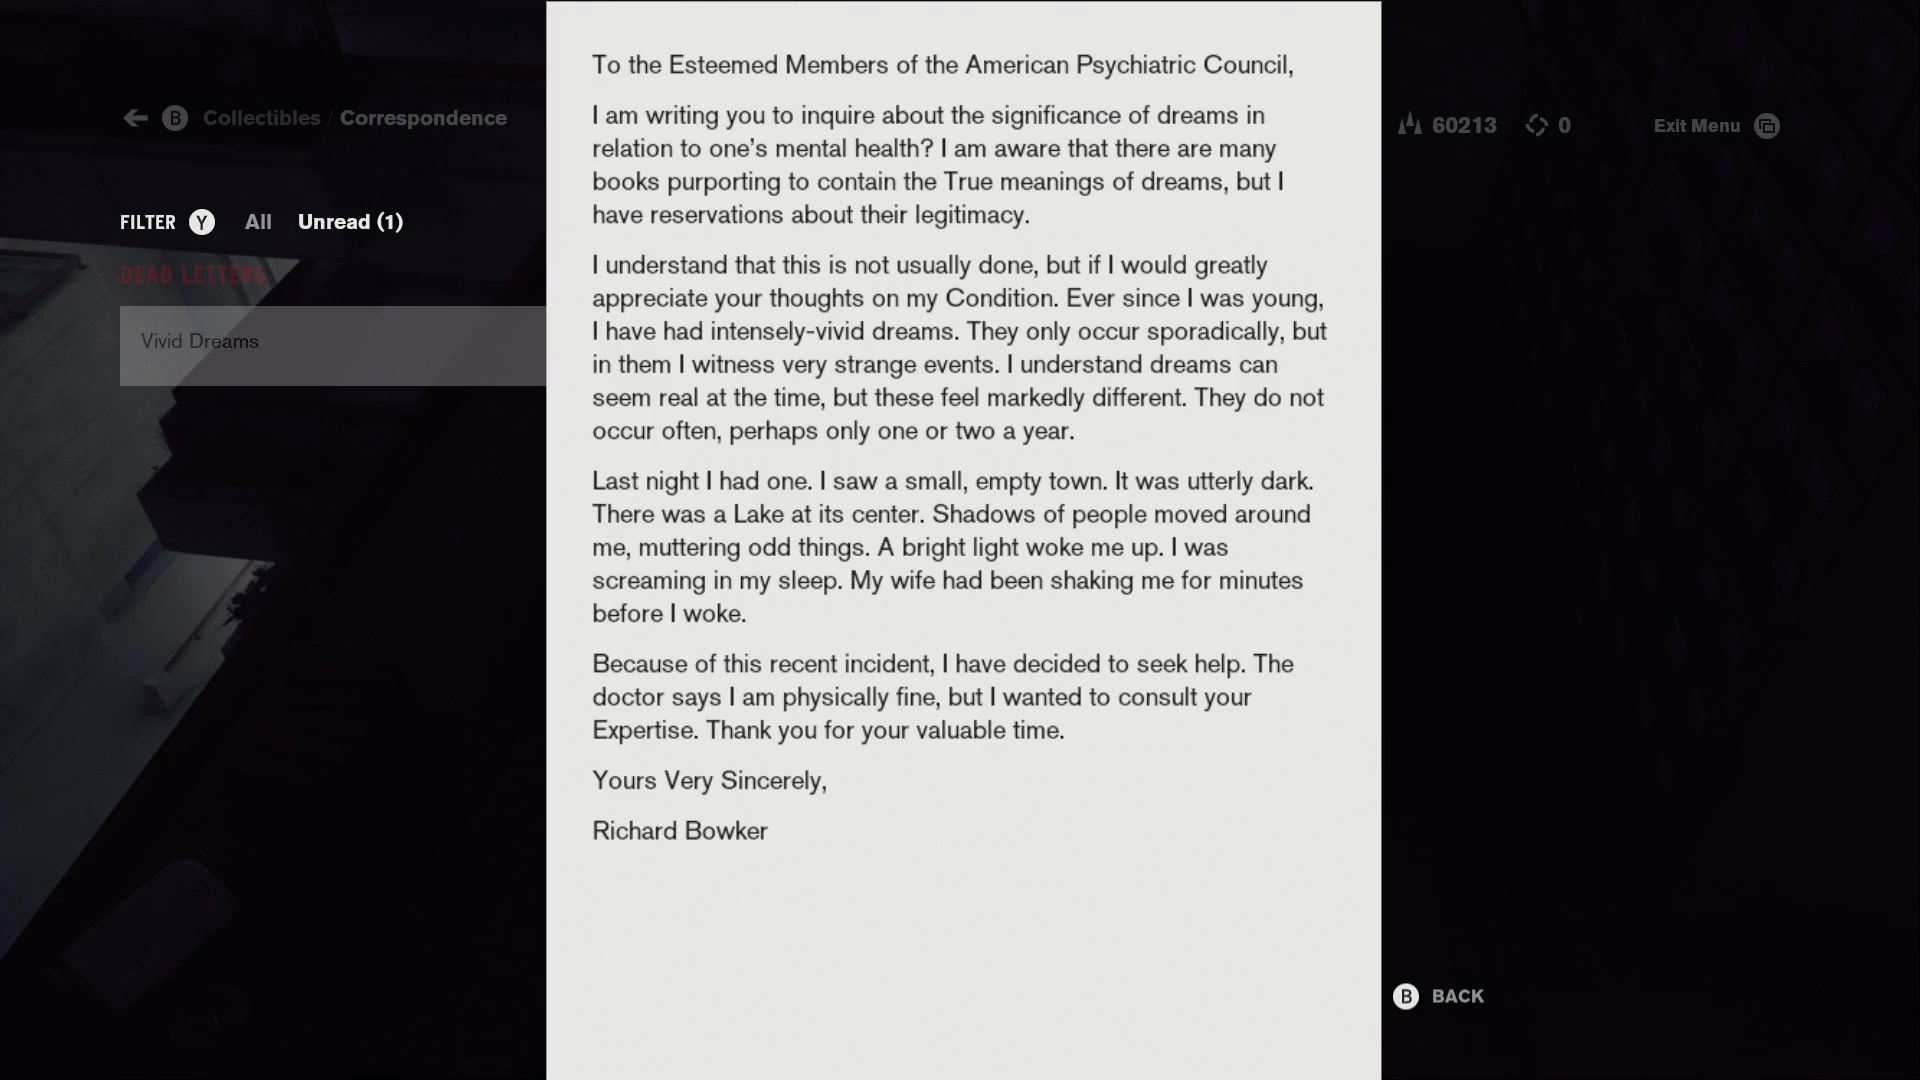 To the Esteemed Members of the American Psychiatric Council,
B Collectibles / Correspondence
60213
0
Exit Menu
I am writing you to inquire about the significance of dreams in
relation to one's mental health? I am aware that there are many
books purporting to contain the True meanings of dreams, but I
have reservations about their legitimacy.
FILTER Y All Unread (1)
DEAD LETTERS
Vivid Dreams
I understand that this is not usually done, but if I would greatly
appreciate your thoughts on my Condition. Ever since I was young,
I have had intensely-vivid dreams. They only occur sporadically, but
in them I witness very strange events. I understand dreams can
seem real at the time, but these feel markedly different. They do not
occur often, perhaps only one or two a year.
Last night I had one. I saw a small, empty town. It was utterly dark.
There was a Lake at its center. Shadows of people moved around
me, muttering odd things. A bright light woke me up. I was
screaming in my sleep. My wife had been shaking me for minutes
before I woke.
Because of this recent incident, I have decided to seek help. The
doctor says I am physically fine, but I wanted to consult your
Expertise. Thank you for your valuable time.
Yours Very Sincerely,
Richard Bowker
B BACK